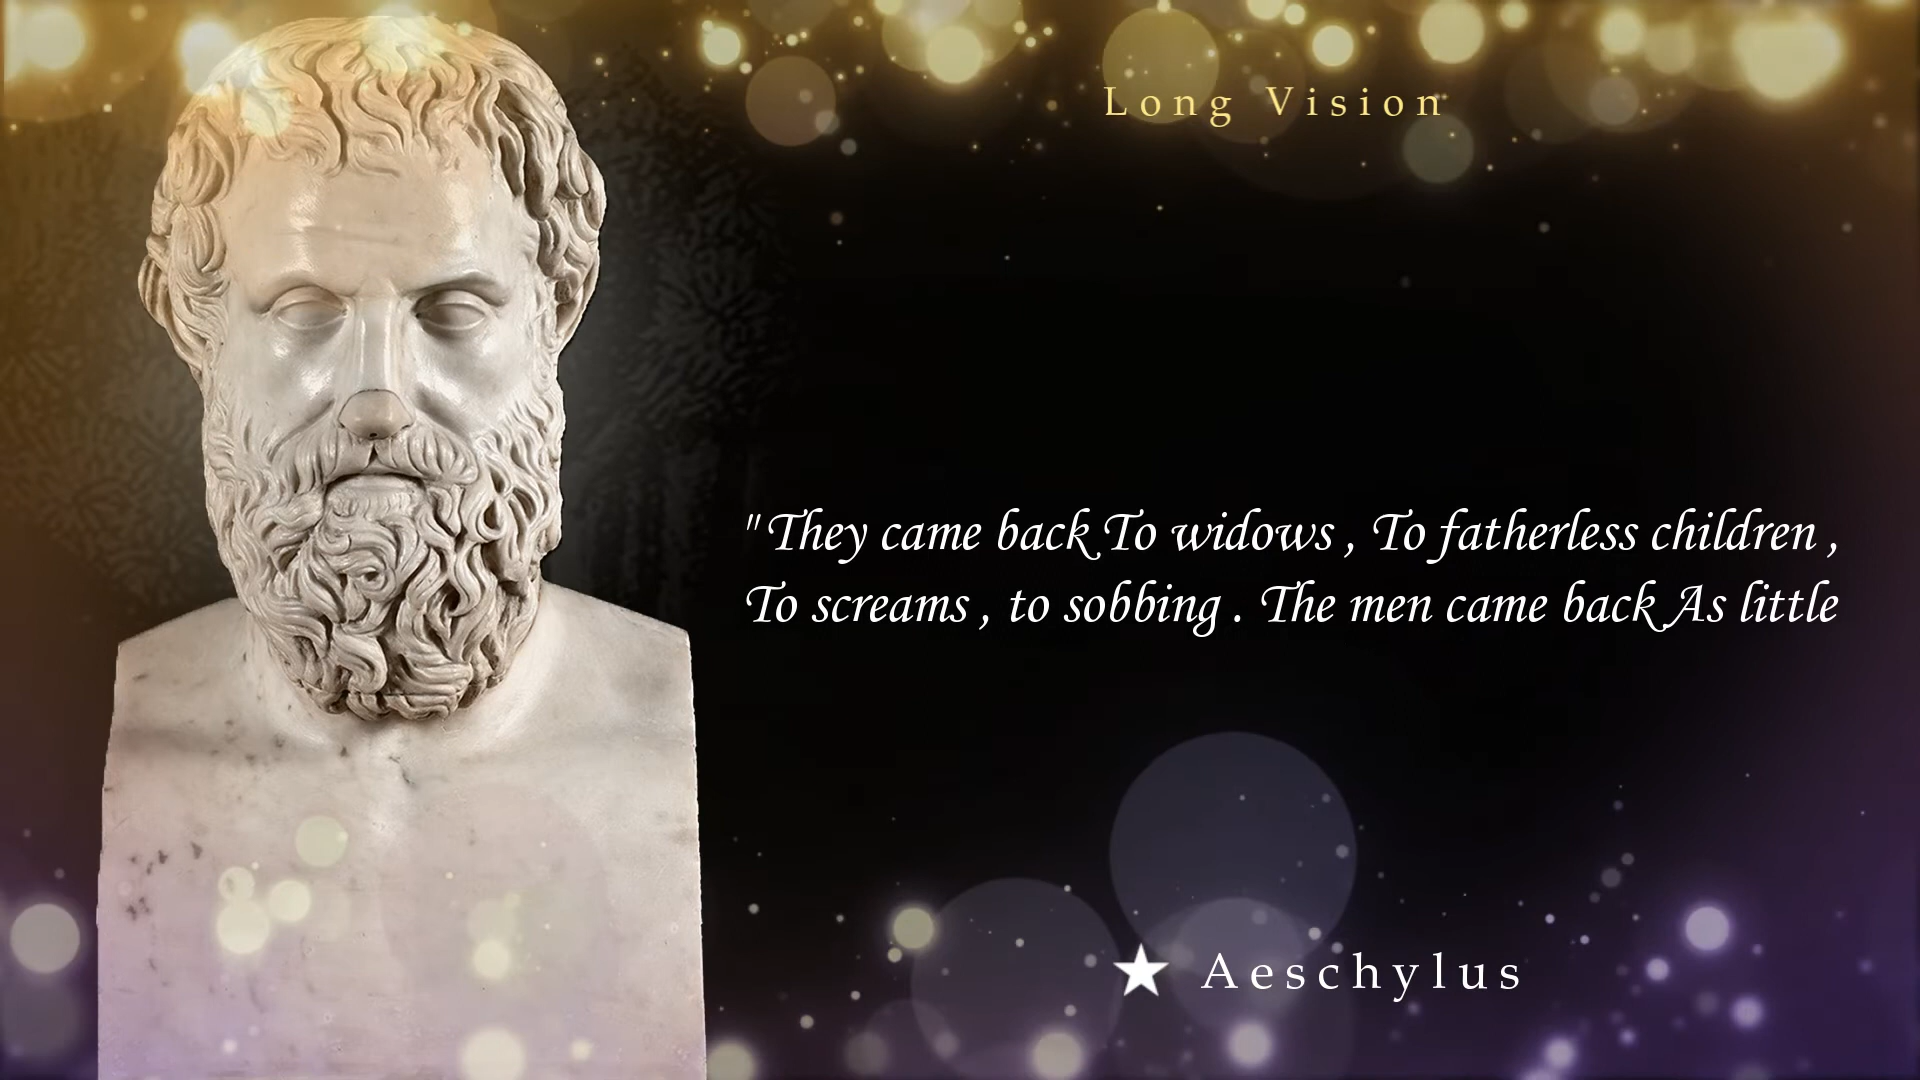 Long Vision
"They came back To widows , To fatherless children ,
To screams , to sobbing . The men came back As little
Aeschylus